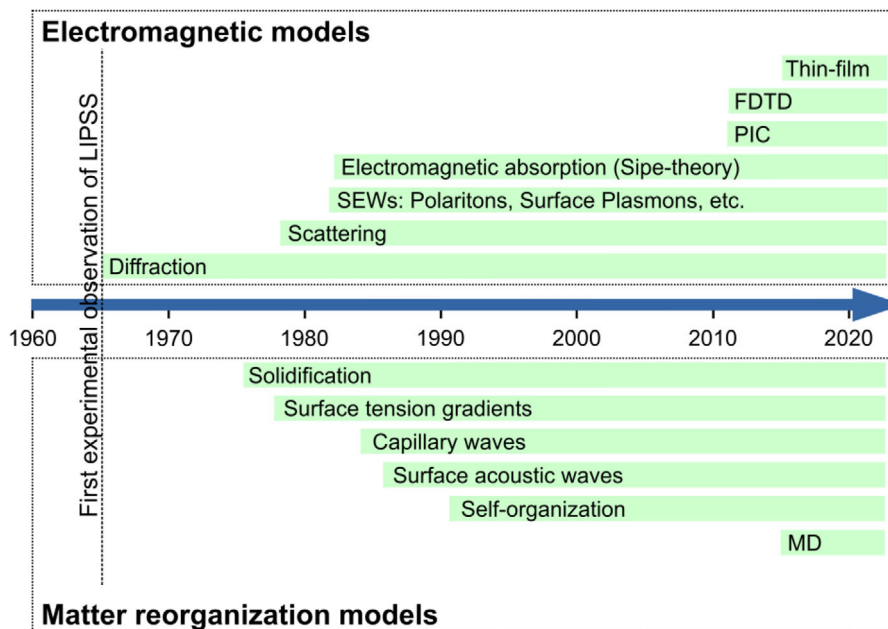 Electromagnetic models
Thin-film
FDTD
PIC
Electromagnetic absorption (Sipe-theory)
SEWs: Polaritons, Surface Plasmons, etc.
Scattering
Diffraction
First experimental observation of LIPSS
1960 1970 1980 1990 2000 2010 2020
Solidification
Surface tension gradients
Capillary waves
Surface acoustic waves
Self-organization
MD
Matter reorganization models